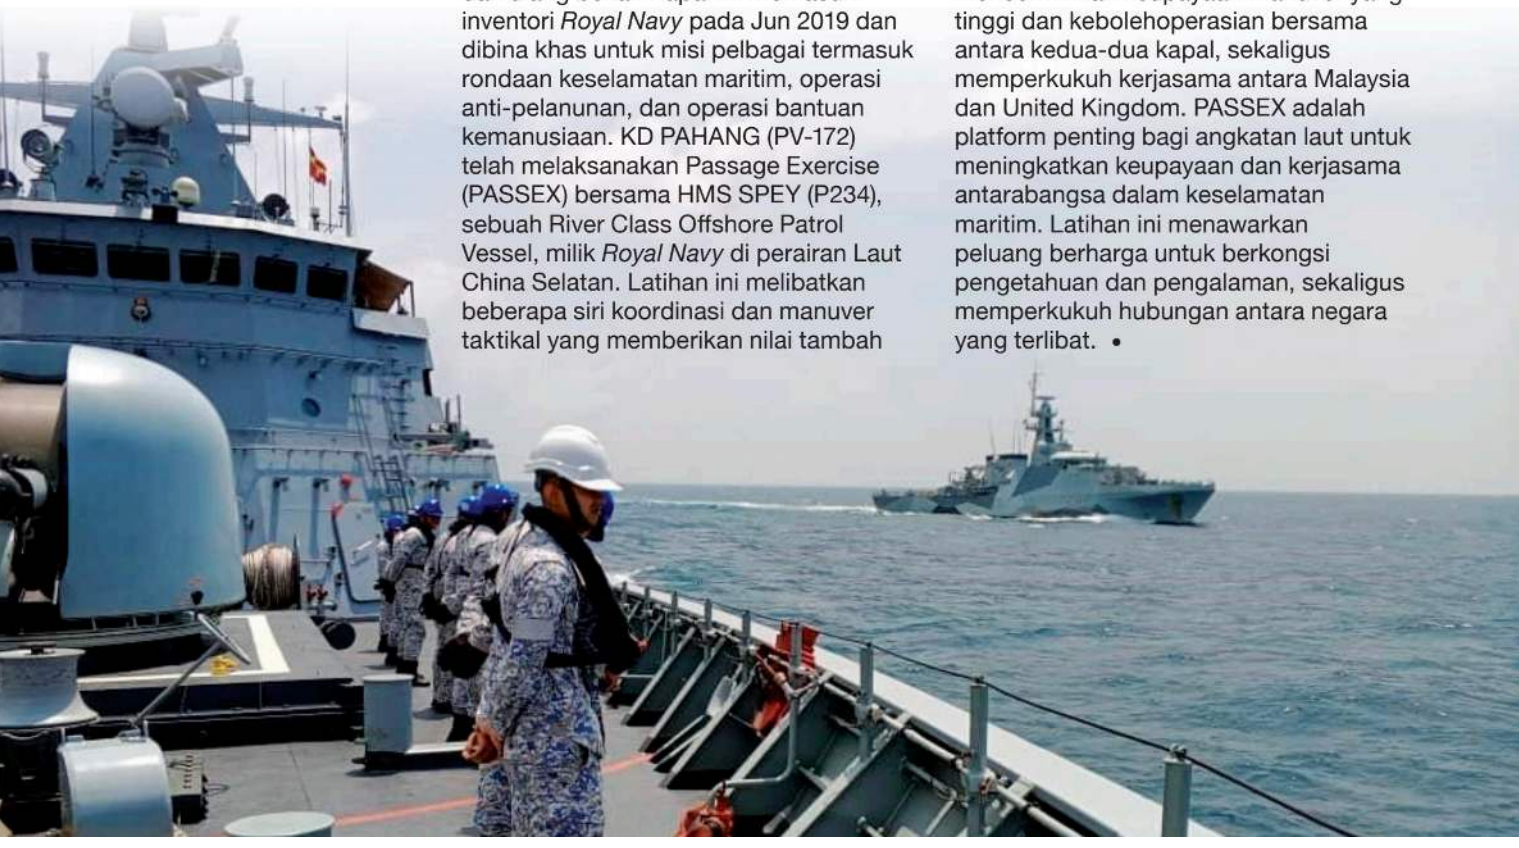 inventori Royal Navy pada Jun 2019 dan
dibina khas untuk misi pelbagai termasuk
rondaan keselamatan maritim, operasi
anti-pelanunan, dan operasi bantuan
kemanusiaan. KD PAHANG (PV-172)
telah melaksanakan Passage Exercise
(PASSEX) bersama HMS SPEY (P234),
sebuah River Class Offshore Patrol
Vessel, milik Royal Navy di perairan Laut
China Selatan. Latihan ini melibatkan
beberapa siri koordinasi dan manuver
taktikal yang memberikan nilai tambah
tinggi dan kebolehoperasian bersama
antara kedua-dua kapal, sekaligus
memperkukuh kerjasama antara Malaysia
dan United Kingdom. PASSEX adalah
platform penting bagi angkatan laut untuk
meningkatkan keupayaan dan kerjasama
antarabangsa dalam keselamatan
maritim. Latihan ini menawarkan
peluang berharga untuk berkongsi
pengetahuan dan pengalaman, sekaligus
memperkukuh hubungan antara negara
yang terlibat. •